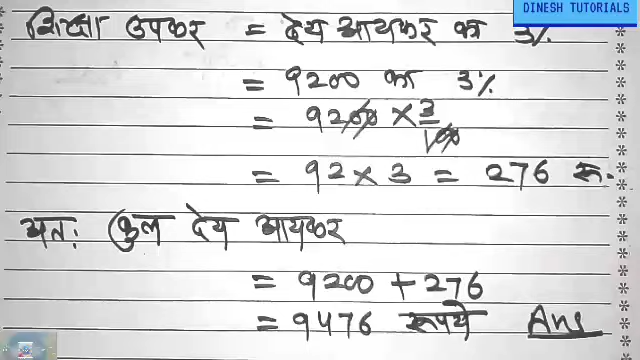 DINESH TUTORIALS
शिक्षा उपकर = देय आयकर का 3%
= 9200 का 3%
= 9200 × 3/100
= 92 × 3 = 276 रू.
अतः कुल देय आयकर
= 9200 + 276
= 9476 रूपये Ans